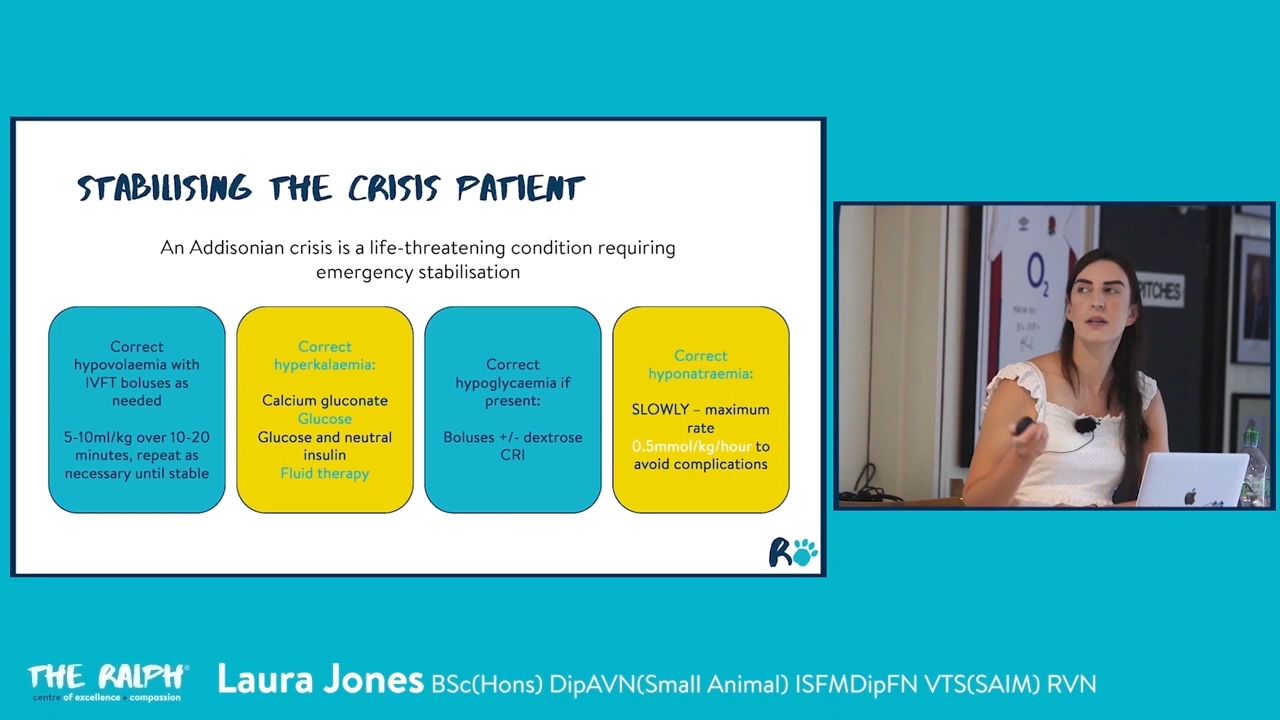 STABILISING THE CRISIS PATIENT
An Addisonian crisis is a life-threatening condition requiring
emergency stabilisation
Correct
hypovolaemia with
IVFT boluses as
needed
5-10ml/kg over 10-20
minutes, repeat as
necessary until stable
Correct
hyperkalaemia:
Calcium gluconate
Glucose
Glucose and neutral
insulin
Fluid therapy
Correct
hypoglycaemia if
present:
Boluses +/- dextrose
CRI
Correct
hyponatraemia:
SLOWLY – maximum
rate
0.5mmol/kg/hour to
avoid complications
R
O2
PITCHES
THE RALPH®
centre of excellence + compassion
Laura Jones BSc(Hons) DipAVN(Small Animal) ISFMDipFN VTS(SAIM) RVN